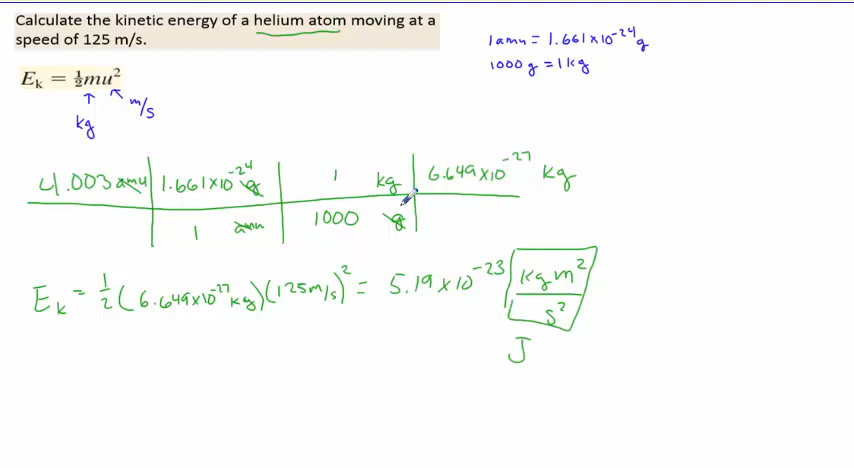 Calculate the kinetic energy of a helium atom moving at a
speed of 125 m/s.
1 amu = 1.661×10⁻²⁴ g
1000 g = 1 kg
Eₖ = ½mu²
kg
m/s
4.003 amu | 1.661×10⁻²⁴ g | 1 kg | 6.649×10⁻²⁷ kg
1 amu | 1000 g
Eₖ = 1/2 (6.649×10⁻²⁷ kg)(125 m/s)² = 5.19×10⁻²³ kg m²/s²
J